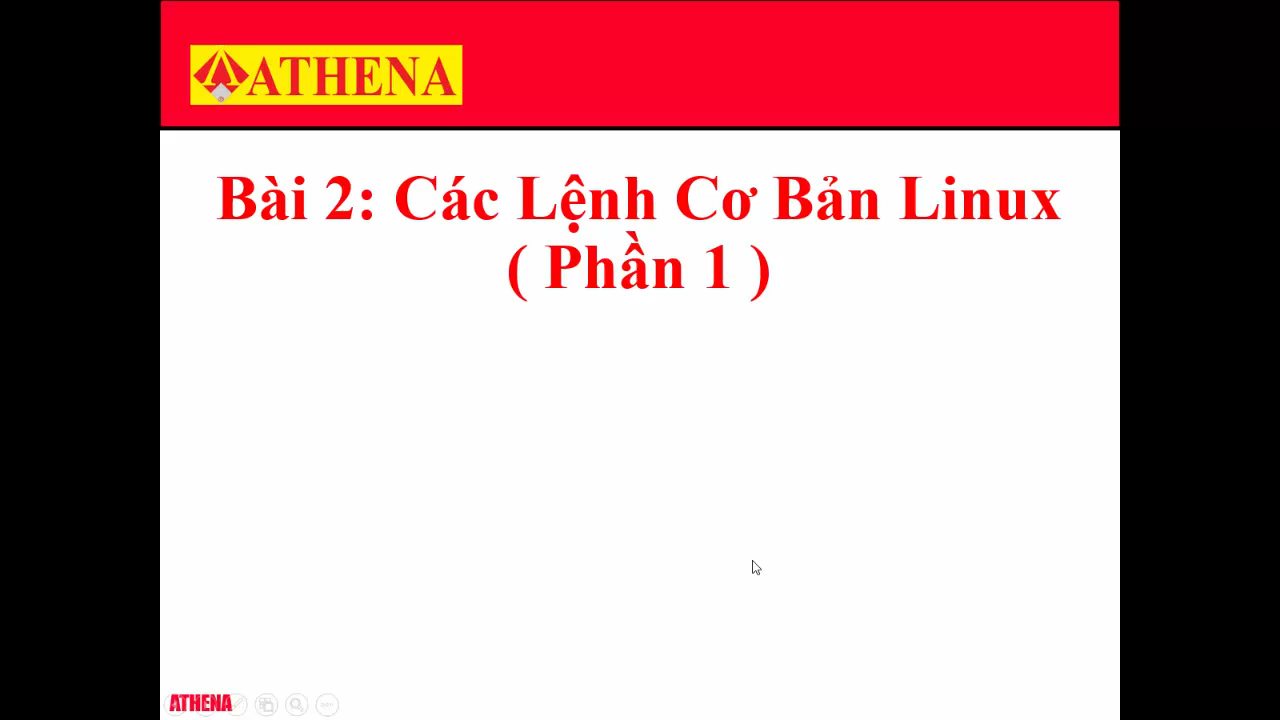 ATHENA
Bài 2: Các Lệnh Cơ Bản Linux
( Phần 1 )
ATHENA